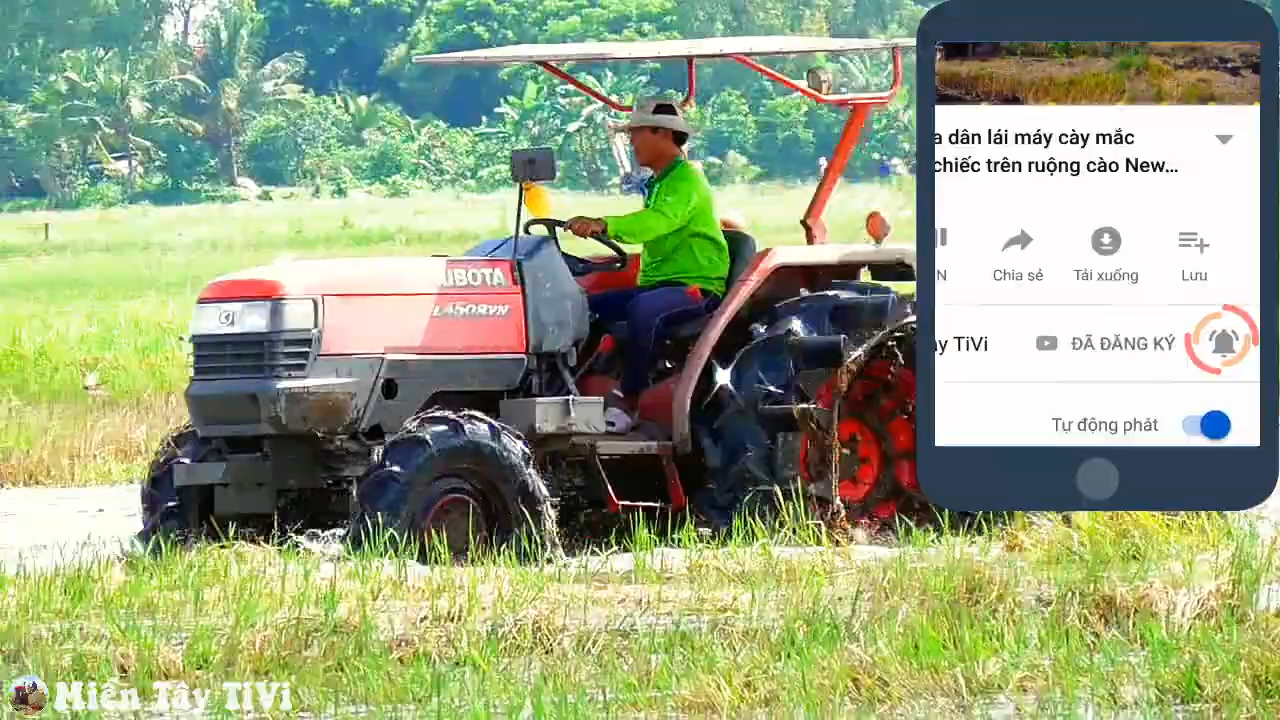 UBOTA
L4508VN
a dân lái máy cày mắc
chiếc trên ruộng cào New...
N
Chia sẻ
Tải xuống
Lưu
ay TiVi
ĐÃ ĐĂNG KÝ
Tự động phát
Miền Tây TiVi